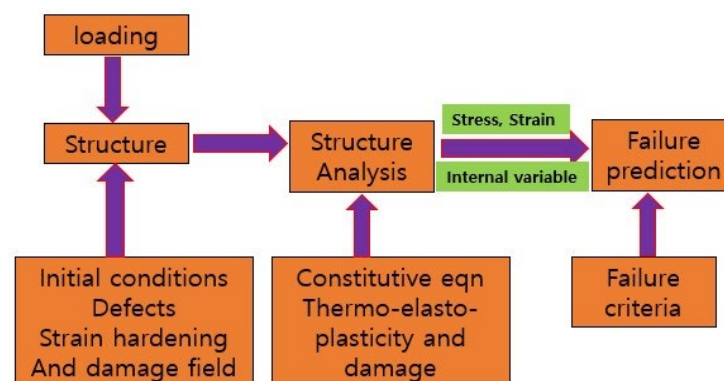 loading
Structure
Structure
Analysis
Stress, Strain
Internal variable
Failure
prediction
Initial conditions
Defects
Strain hardening
And damage field
Constitutive eqn
Thermo-elasto-
plasticity and
damage
Failure
criteria